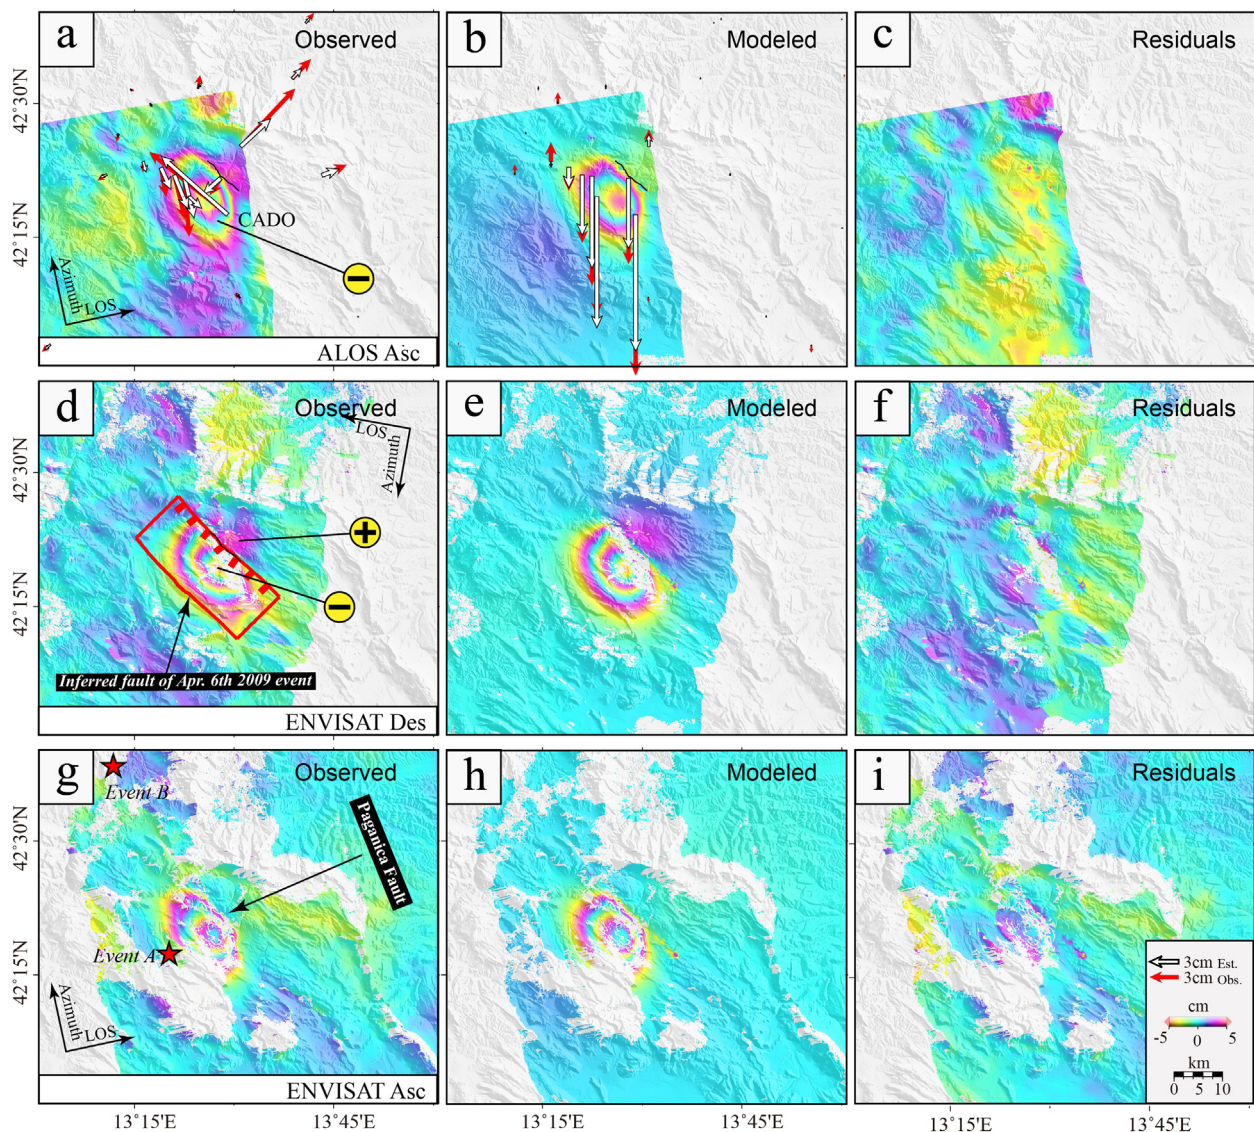 a
Observed
42°30'N
42°15'N
CADO
−
Azimuth
LOS
ALOS Asc
b
Modeled
c
Residuals
d
Observed
LOS
Azimuth
42°30'N
42°15'N
+
−
Inferred fault of Apr. 6th 2009 event
ENVISAT Des
e
Modeled
f
Residuals
g
Observed
Event B
42°30'N
42°15'N
Paganica Fault
Event A
Azimuth
LOS
ENVISAT Asc
h
Modeled
i
Residuals
3cm Est.
3cm Obs.
cm
-5 0 5
km
0 5 10
13°15'E 13°45'E
13°15'E 13°45'E
13°15'E 13°45'E